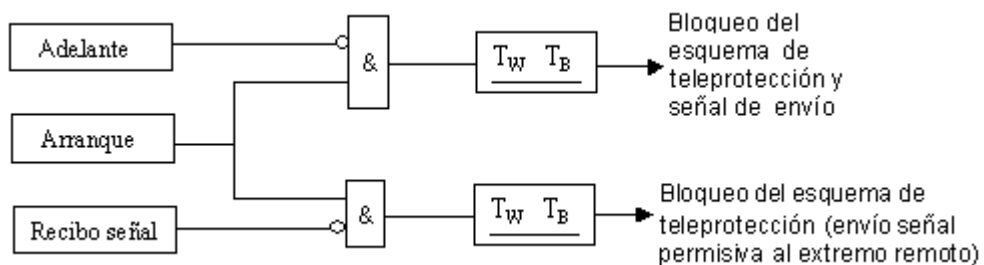 Adelante
&
T_W T_B
Bloqueo del
esquema de
teleprotección y
señal de envío
Arranque
Recibo señal
&
T_W T_B
Bloqueo del esquema de
teleprotección (envío señal
permisiva al extremo remoto)